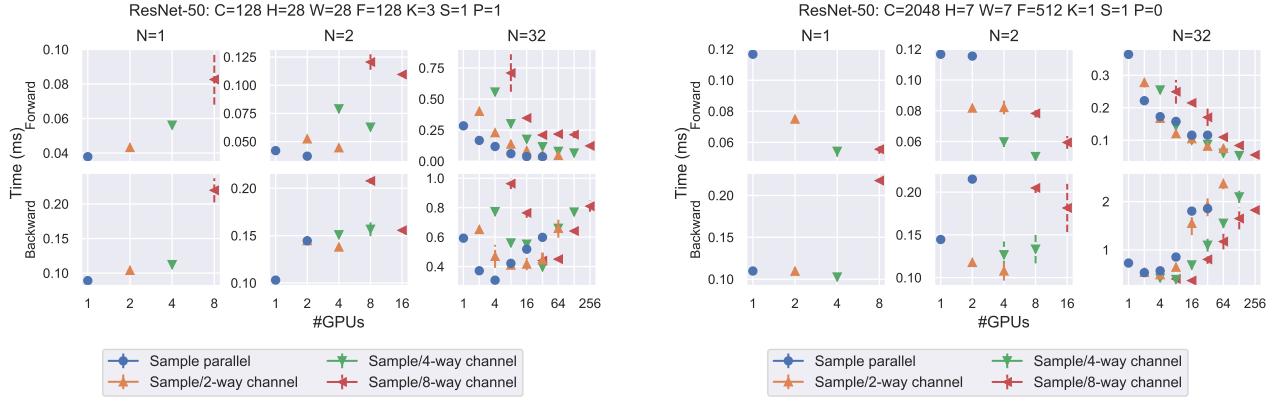 ResNet-50: C=128 H=28 W=28 F=128 K=3 S=1 P=1
N=1 N=2 N=32
Time (ms)
Forward
0.10
0.08
0.06
0.04
0.125
0.100
0.075
0.050
0.75
0.50
0.25
0.00
Backward
0.20
0.15
0.10
0.20
0.15
0.10
1.0
0.8
0.6
0.4
1 2 4 8 1 2 4 8 16 1 4 16 64 256
#GPUs
Sample parallel Sample/4-way channel
Sample/2-way channel Sample/8-way channel
ResNet-50: C=2048 H=7 W=7 F=512 K=1 S=1 P=0
N=1 N=2 N=32
Time (ms)
Forward
0.12
0.10
0.08
0.06
0.12
0.10
0.08
0.06
0.3
0.2
0.1
Backward
0.20
0.15
0.10
0.20
0.15
0.10
2
1
1 2 4 8 1 2 4 8 16 1 4 16 64 256
#GPUs
Sample parallel Sample/4-way channel
Sample/2-way channel Sample/8-way channel